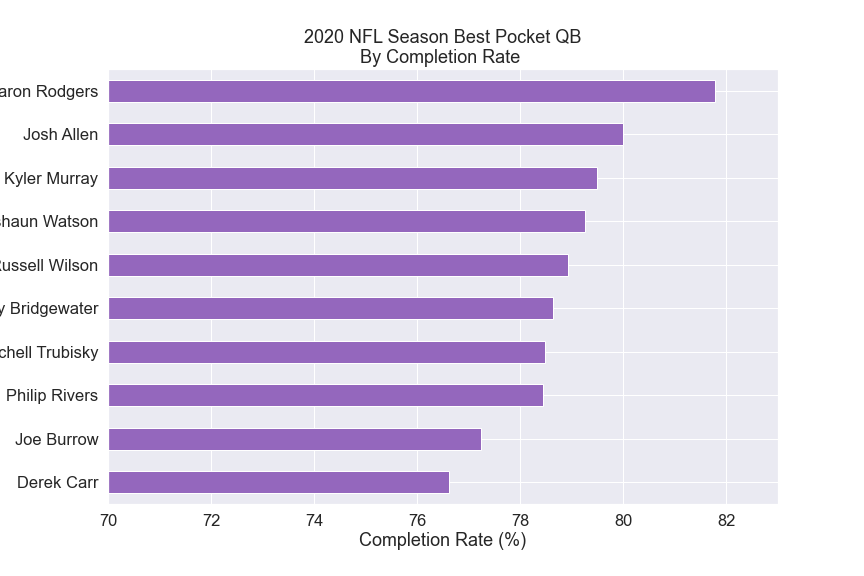 2020 NFL Season Best Pocket QB
By Completion Rate
aron Rodgers
Josh Allen
Kyler Murray
shaun Watson
Russell Wilson
y Bridgewater
chell Trubisky
Philip Rivers
Joe Burrow
Derek Carr
70 72 74 76 78 80 82
Completion Rate (%)